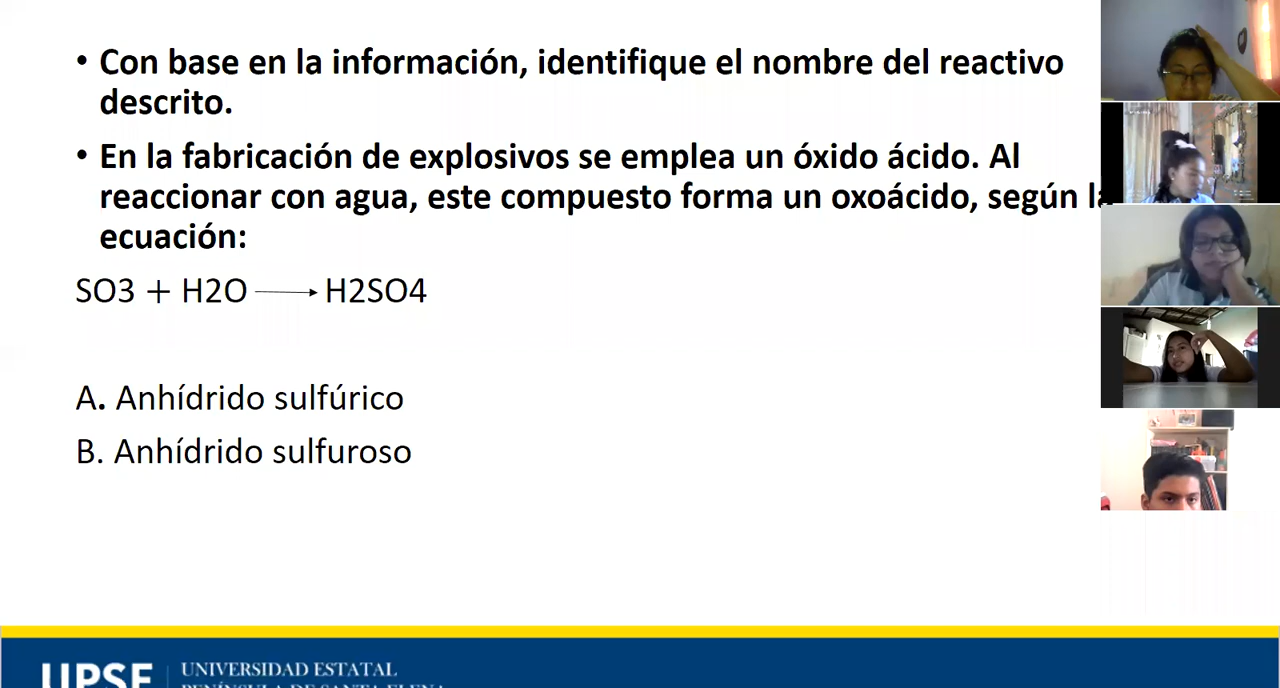 • Con base en la información, identifique el nombre del reactivo
descrito.
• En la fabricación de explosivos se emplea un óxido ácido. Al
reaccionar con agua, este compuesto forma un oxoácido, según la
ecuación:
SO3 + H2O ⟶ H2SO4
A. Anhídrido sulfúrico
B. Anhídrido sulfuroso
UPSE
UNIVERSIDAD ESTATAL
PENÍNSULA DE SANTA ELENA